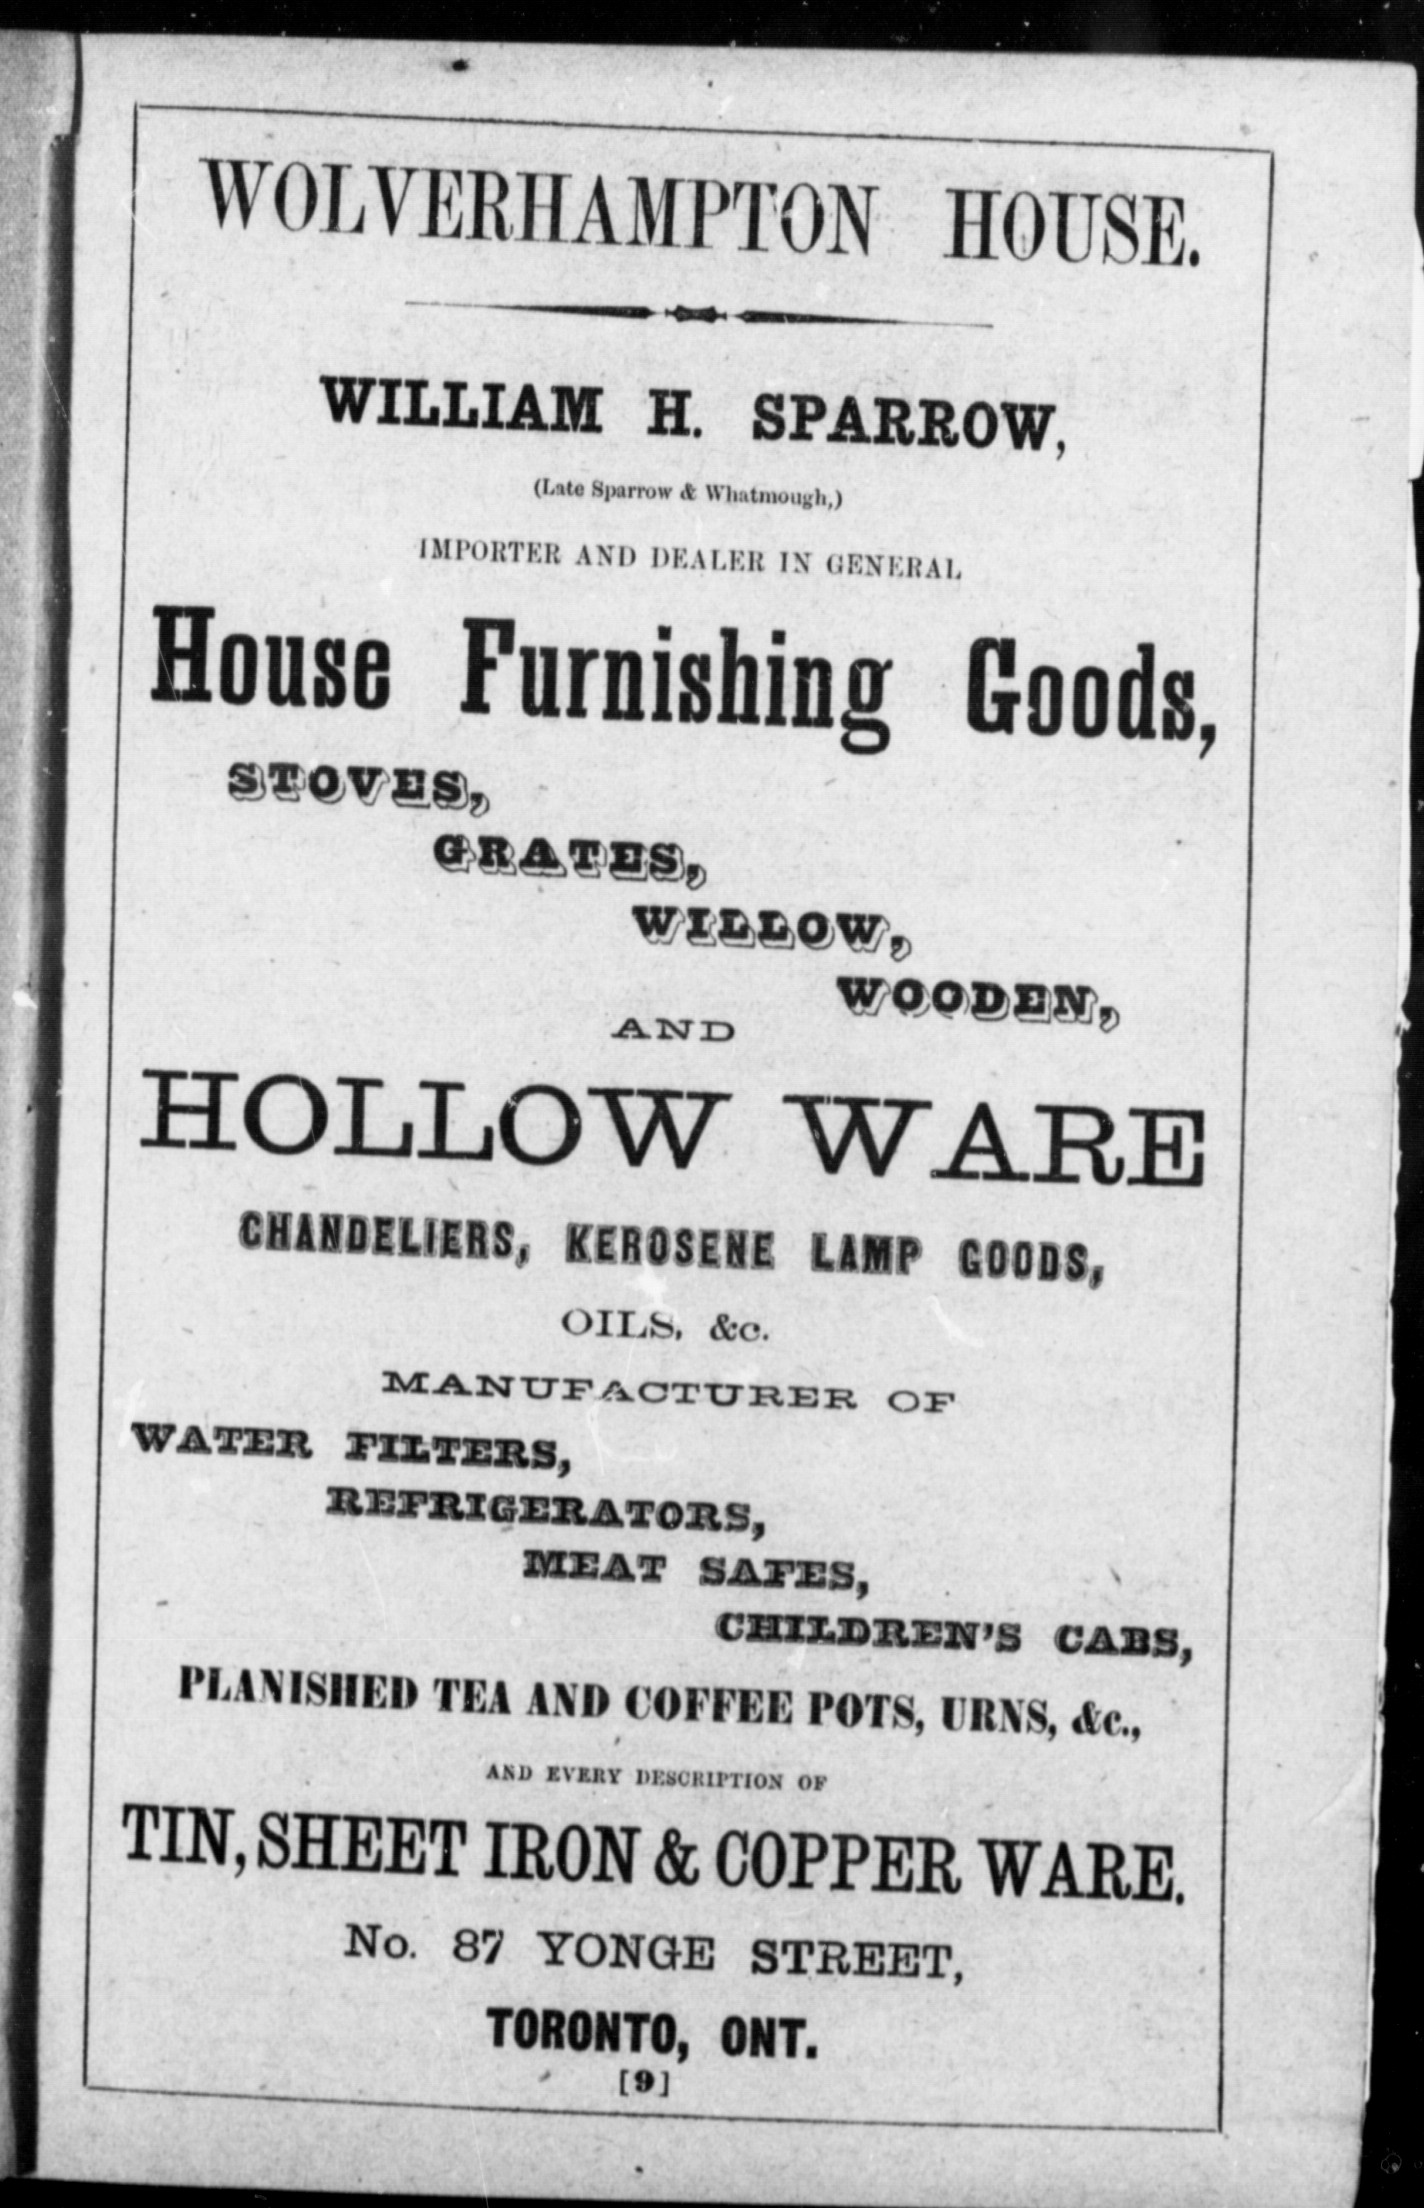 WOLVERHAMPTON HOUSE.
WILLIAM H. SPARROW,
(Late Sparrow & Whatmough,)
IMPORTER AND DEALER IN GENERAL
House Furnishing Goods,
STOVES,
GRATES,
WILLOW,
WOODEN,
AND
HOLLOW WARE
CHANDELIERS, KEROSENE LAMP GOODS,
OILS, &c.
MANUFACTURER OF
WATER FILTERS,
REFRIGERATORS,
MEAT SAFES,
CHILDREN'S CABS,
PLANISHED TEA AND COFFEE POTS, URNS, &c.,
AND EVERY DESCRIPTION OF
TIN, SHEET IRON & COPPER WARE.
No. 87 YONGE STREET,
TORONTO, ONT.
[9]